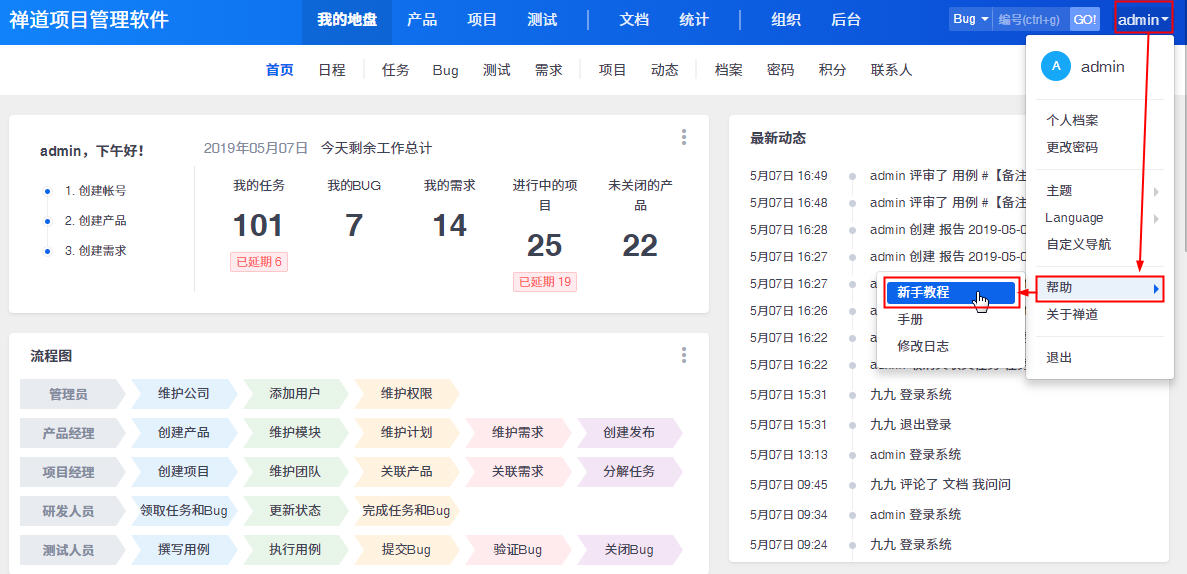 禅道项目管理软件
我的地盘 产品 项目 测试 文档 统计 组织 后台
Bug 编号(ctrl+g) GO! admin
首页 日程 任务 Bug 测试 需求 项目 动态 档案 密码 积分 联系人
A admin
个人档案
更改密码
主题
Language
自定义导航
帮助
关于禅道
退出
新手教程
手册
修改日志
admin，下午好！
1. 创建帐号
2. 创建产品
3. 创建需求
2019年05月07日 今天剩余工作总计
我的任务
101
已延期 6
我的BUG
7
我的需求
14
进行中的项
目
25
已延期 19
未关闭的产
品
22
最新动态
5月07日 16:49 admin 评审了 用例 #【备注
5月07日 16:48 admin 评审了 用例 #【备注
5月07日 16:28 admin 创建 报告 2019-05-0
5月07日 16:27 admin 创建 报告 2019-05-0
5月07日 16:27
5月07日 16:26
5月07日 16:22
5月07日 16:22 admin
5月07日 15:31 九九 登录系统
5月07日 15:31 九九 退出登录
5月07日 13:13 admin 登录系统
5月07日 09:45 九九 评论了 文档 我问问
5月07日 09:34 admin 登录系统
5月07日 09:24 九九 登录系统
流程图
管理员 维护公司 添加用户 维护权限
产品经理 创建产品 维护模块 维护计划 维护需求 创建发布
项目经理 创建项目 维护团队 关联产品 关联需求 分解任务
研发人员 领取任务和Bug 更新状态 完成任务和Bug
测试人员 撰写用例 执行用例 提交Bug 验证Bug 关闭Bug